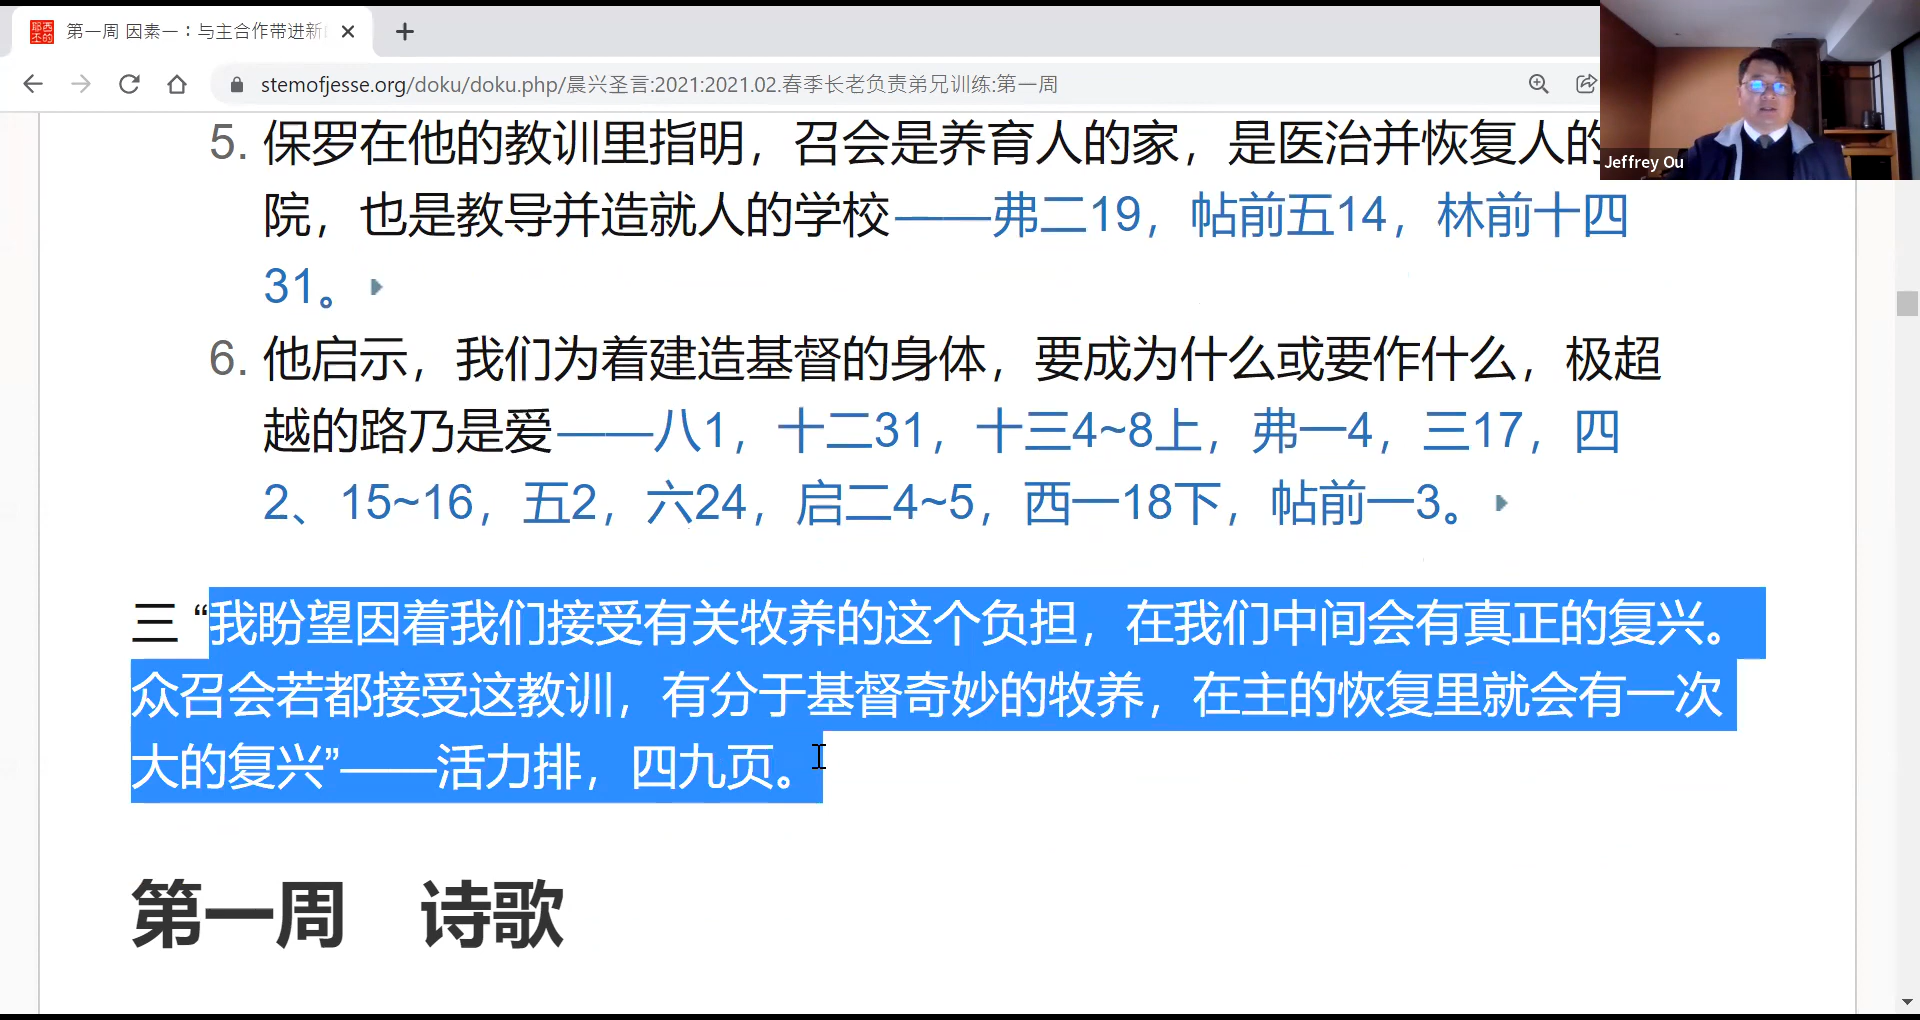 第一周 因素一：与主合作带进新
stemofjesse.org/doku/doku.php/晨兴圣言:2021:2021.02.春季长老负责弟兄训练:第一周
Jeffrey Ou
5. 保罗在他的教训里指明，召会是养育人的家，是医治并恢复人的
院，也是教导并造就人的学校——弗二19，帖前五14，林前十四
31。
6. 他启示，我们为着建造基督的身体，要成为什么或要作什么，极超
越的路乃是爱——八1，十二31，十三4~8上，弗一4，三17，四
2、15~16，五2，六24，启二4~5，西一18下，帖前一3。
三 “我盼望因着我们接受有关牧养的这个负担，在我们中间会有真正的复兴。
众召会若都接受这教训，有分于基督奇妙的牧养，在主的恢复里就会有一次
大的复兴”——活力排，四九页。
第一周 诗歌